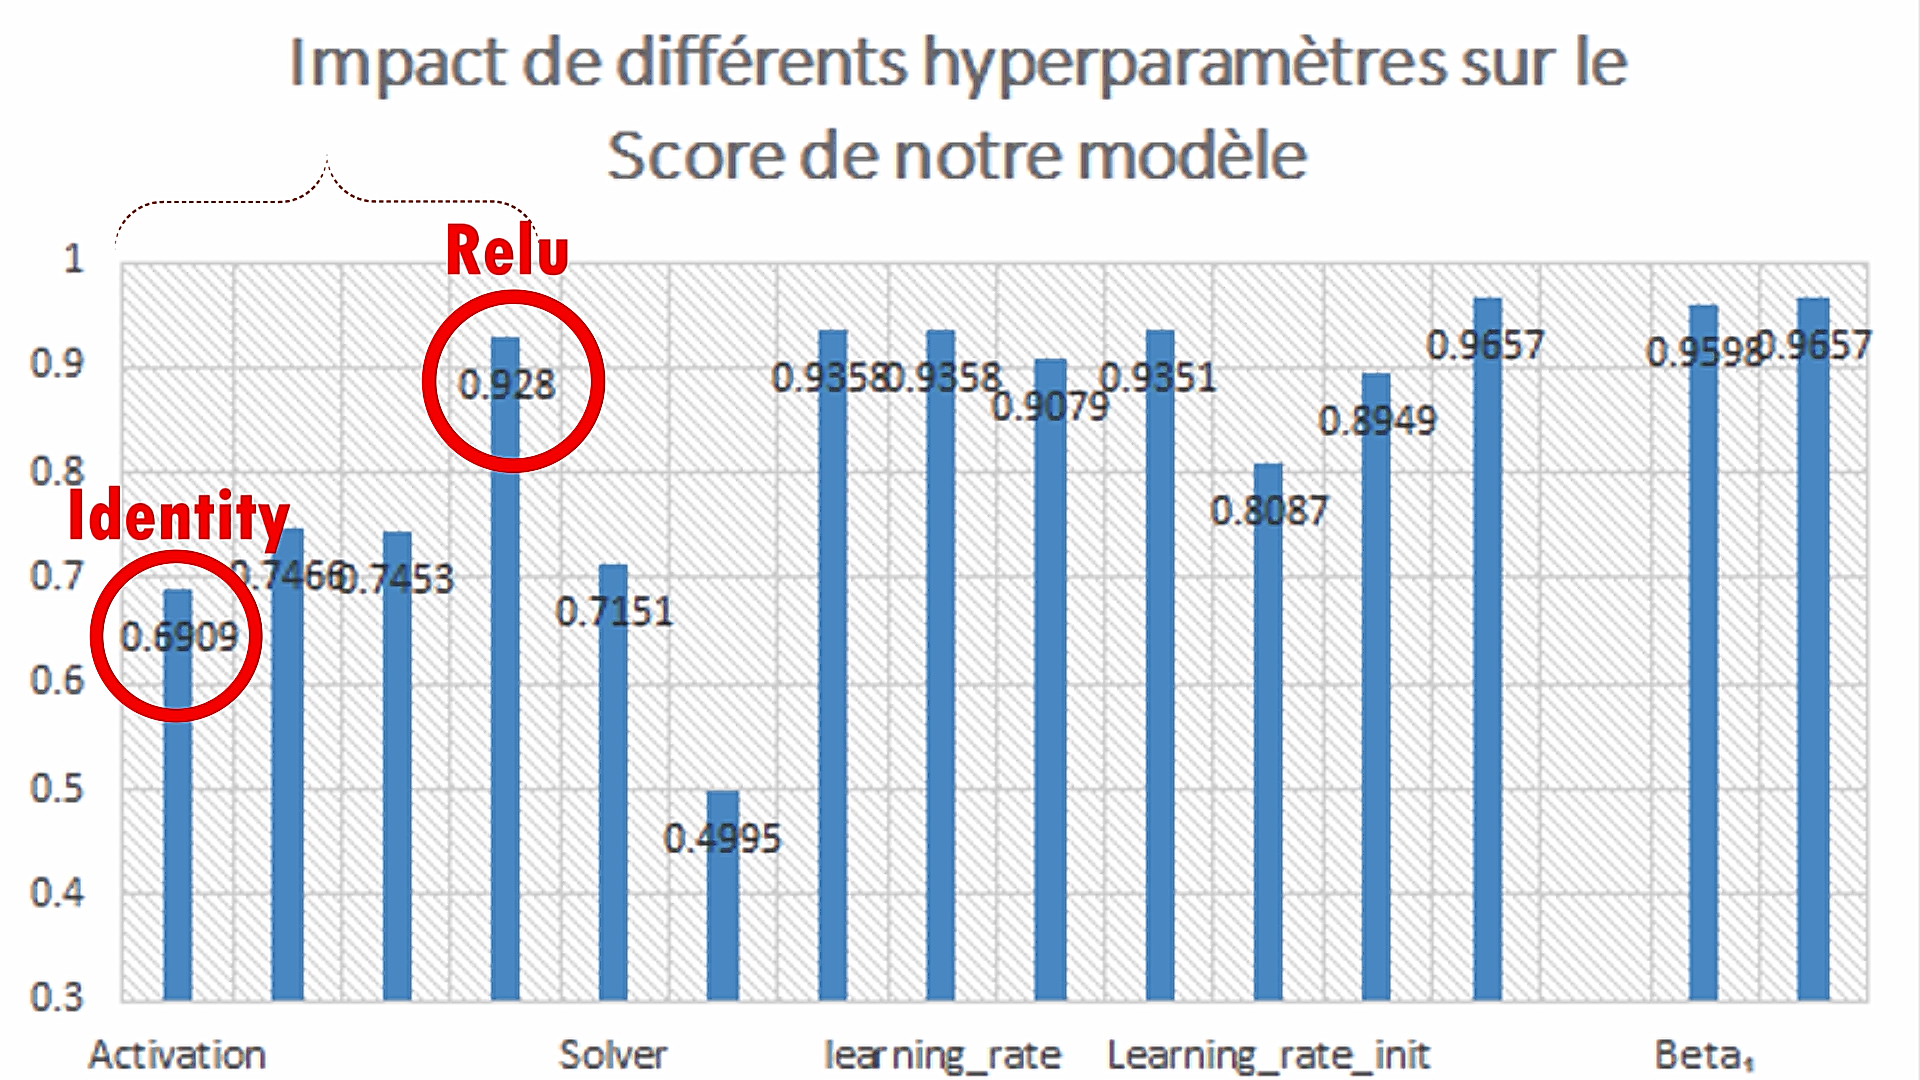 Impact de différents hyperparamètres sur le
Score de notre modèle
Relu
Identity
1
0.9
0.8
0.7
0.6
0.5
0.4
0.3
0.6909
0.7466
0.7453
0.928
0.7151
0.4995
0.9358
0.9358
0.9079
0.9351
0.8087
0.8949
0.9657
0.9598
0.9657
Activation
Solver
learning_rate
Learning_rate_init
Beta₁